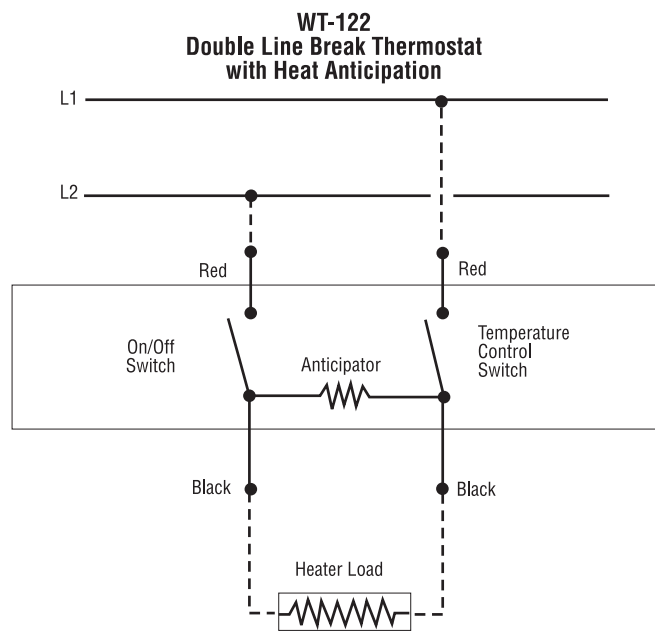 WT-122
Double Line Break Thermostat
with Heat Anticipation
L1
L2
Red
Red
On/Off
Switch
Anticipator
Temperature
Control
Switch
Black
Black
Heater Load